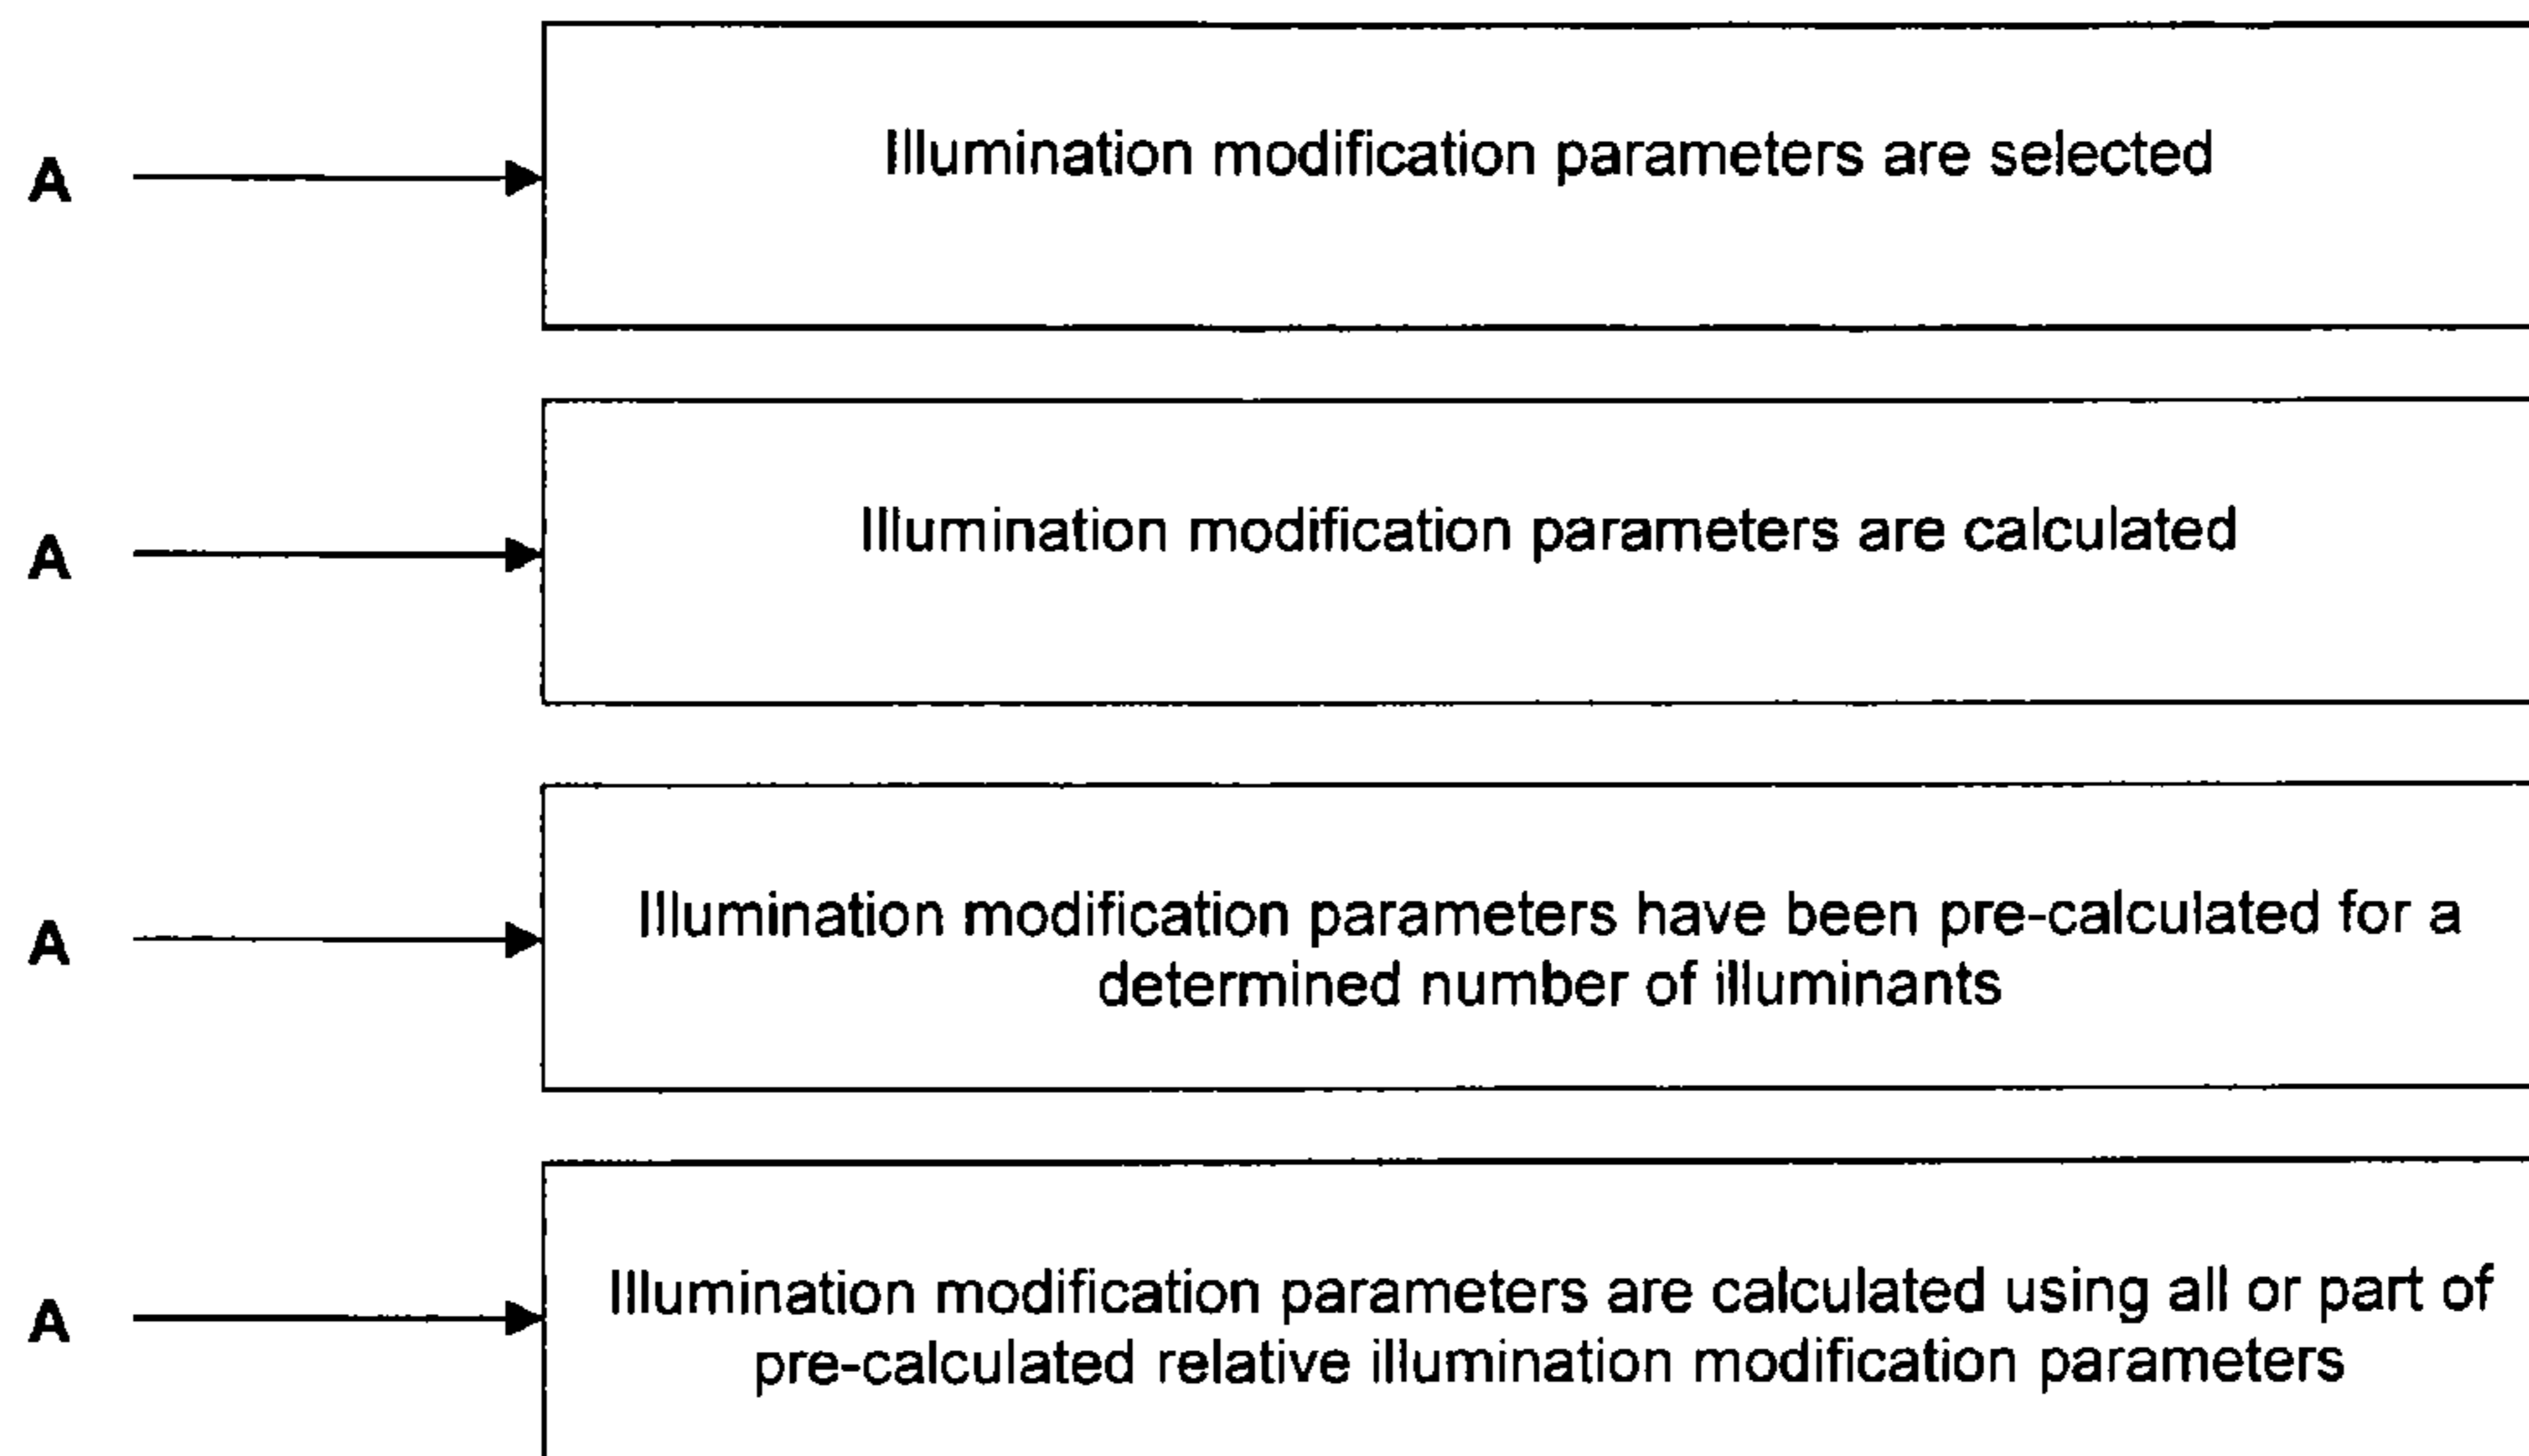 A
Illumination modification parameters are selected
A
Illumination modification parameters are calculated
A
Illumination modification parameters have been pre-calculated for a
determined number of illuminants
A
Illumination modification parameters are calculated using all or part of
pre-calculated relative illumination modification parameters